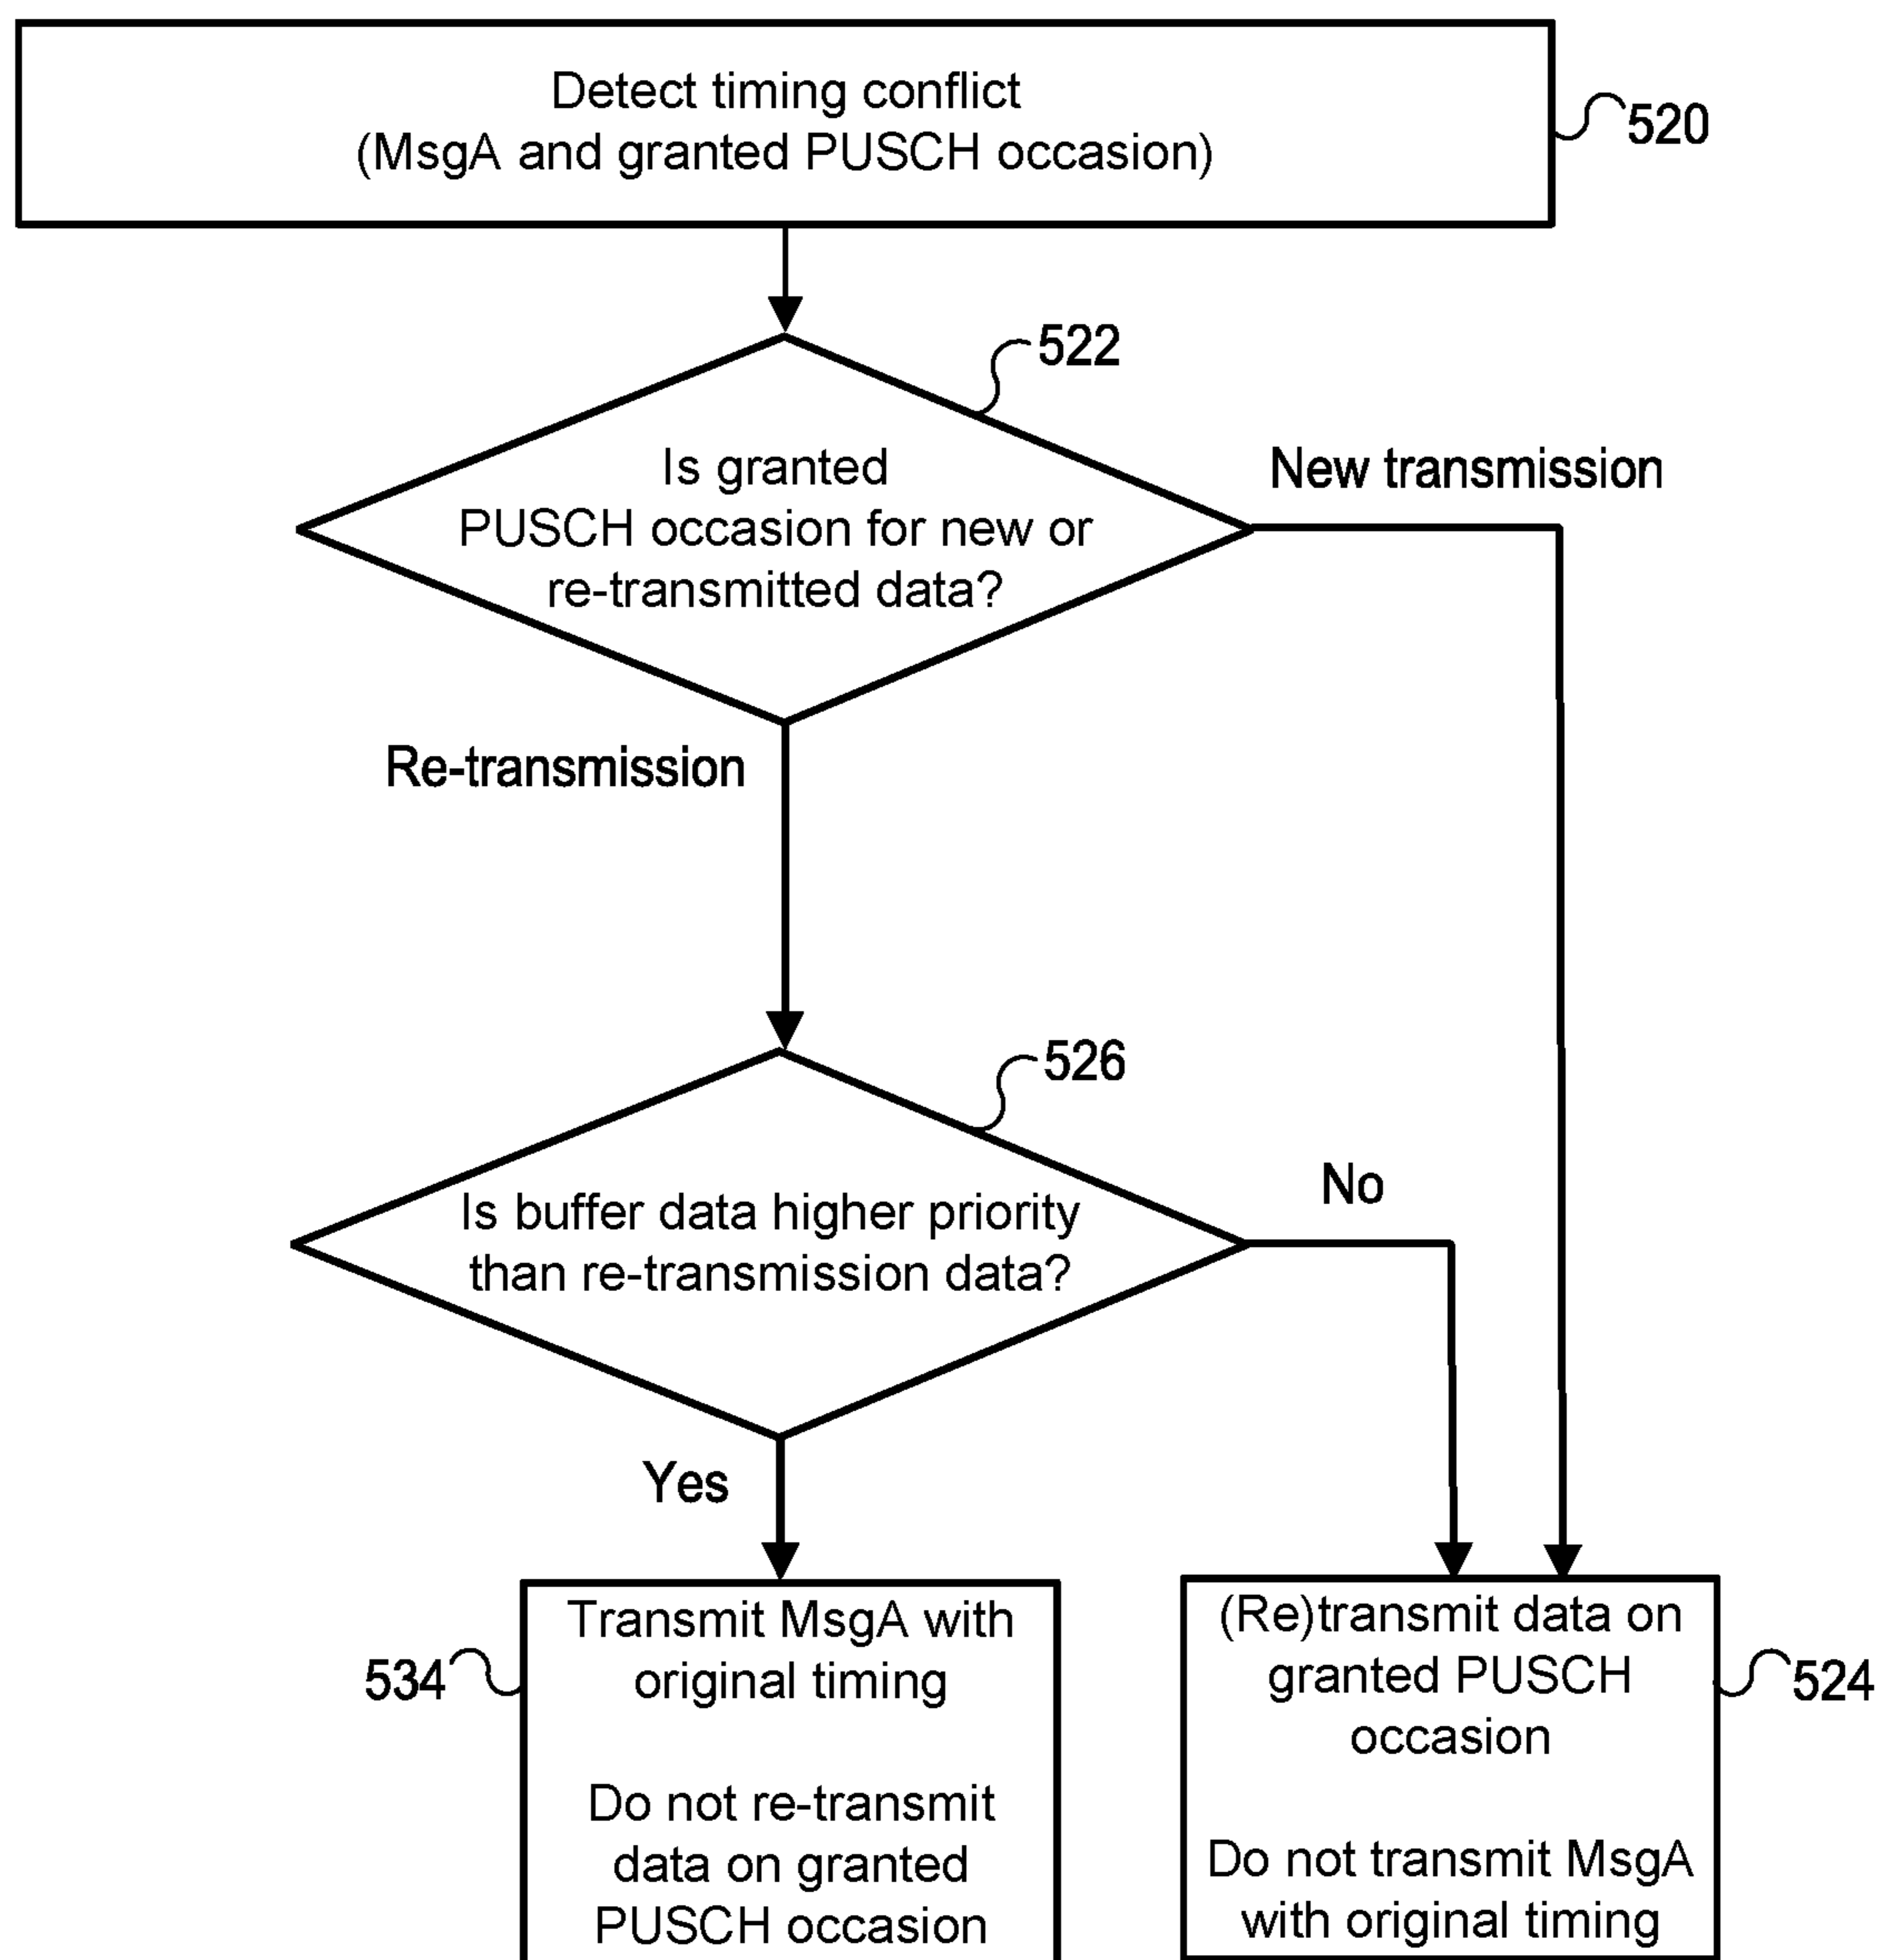 Detect timing conflict
(MsgA and granted PUSCH occasion)
520
522
Is granted
PUSCH occasion for new or
re-transmitted data?
New transmission
Re-transmission
526
Is buffer data higher priority
than re-transmission data?
No
Yes
534
Transmit MsgA with
original timing
Do not re-transmit
data on granted
PUSCH occasion
(Re)transmit data on
granted PUSCH
occasion
Do not transmit MsgA
with original timing
524